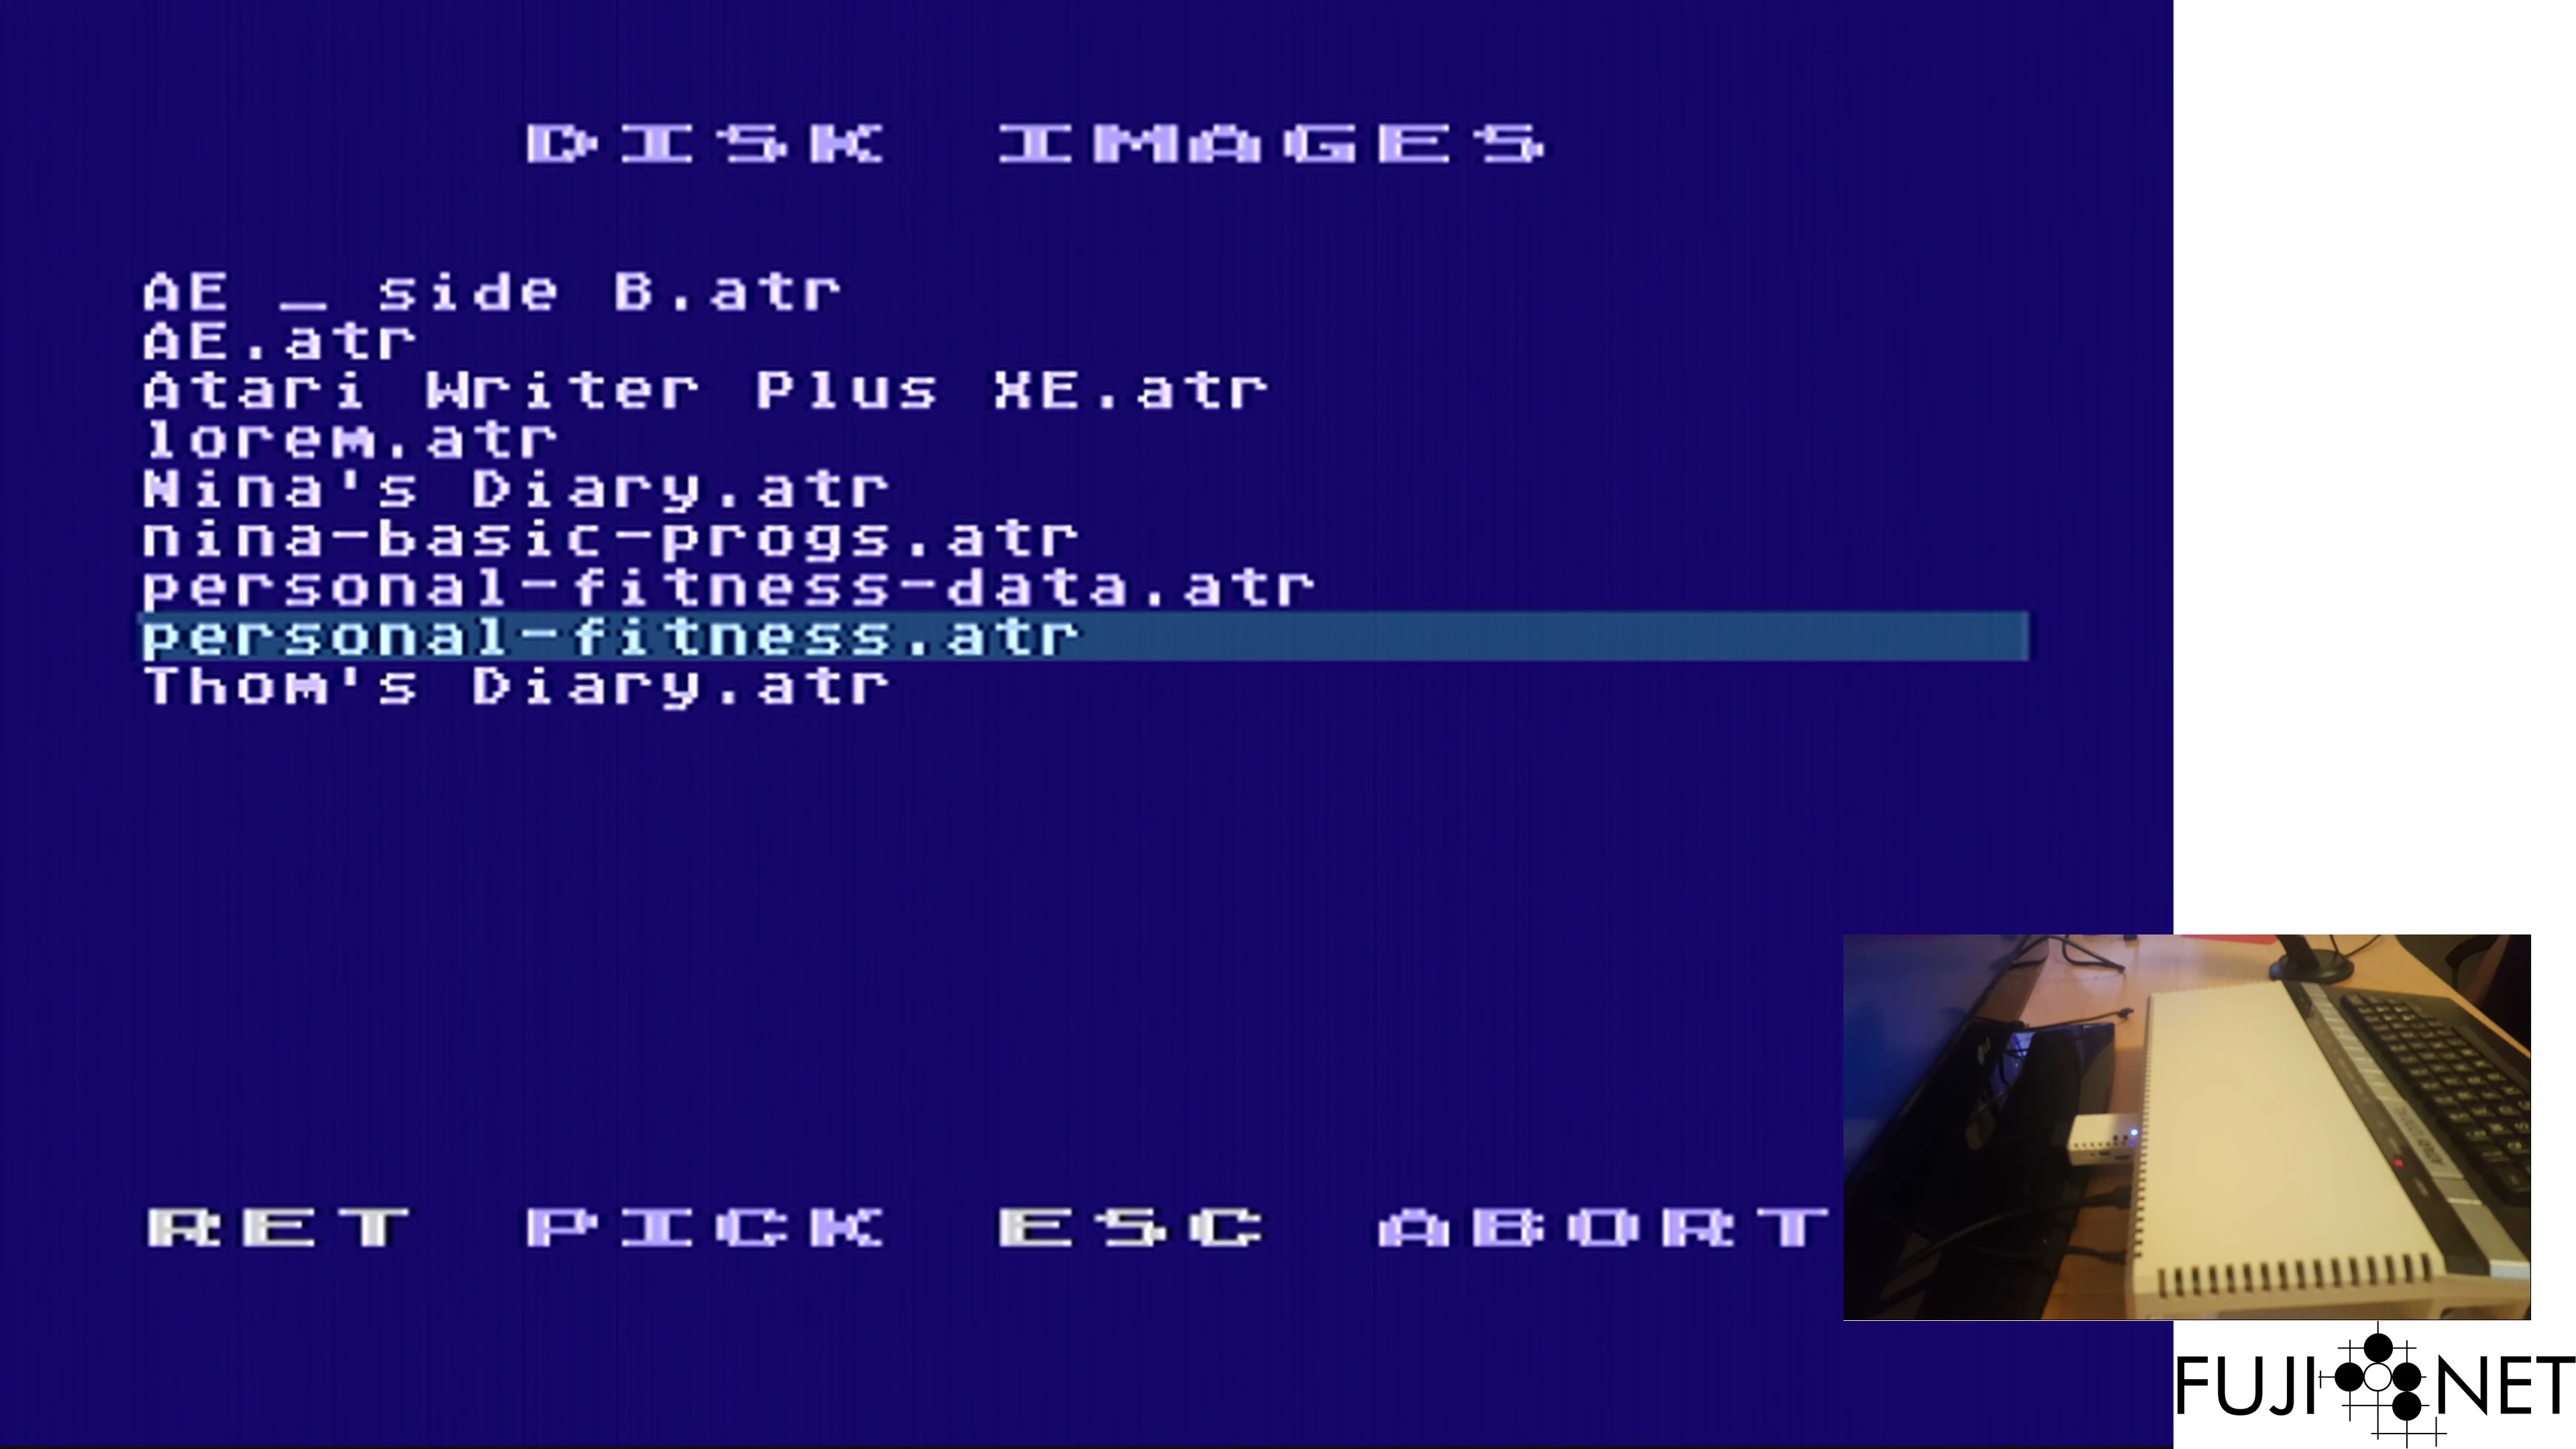 DISK IMAGES
AE _ side B.atr
AE.atr
Atari Writer Plus XE.atr
lorem.atr
Nina's Diary.atr
nina-basic-progs.atr
personal-fitness-data.atr
personal-fitness.atr
Thom's Diary.atr
RET PICK ESC ABORT
FUJINET